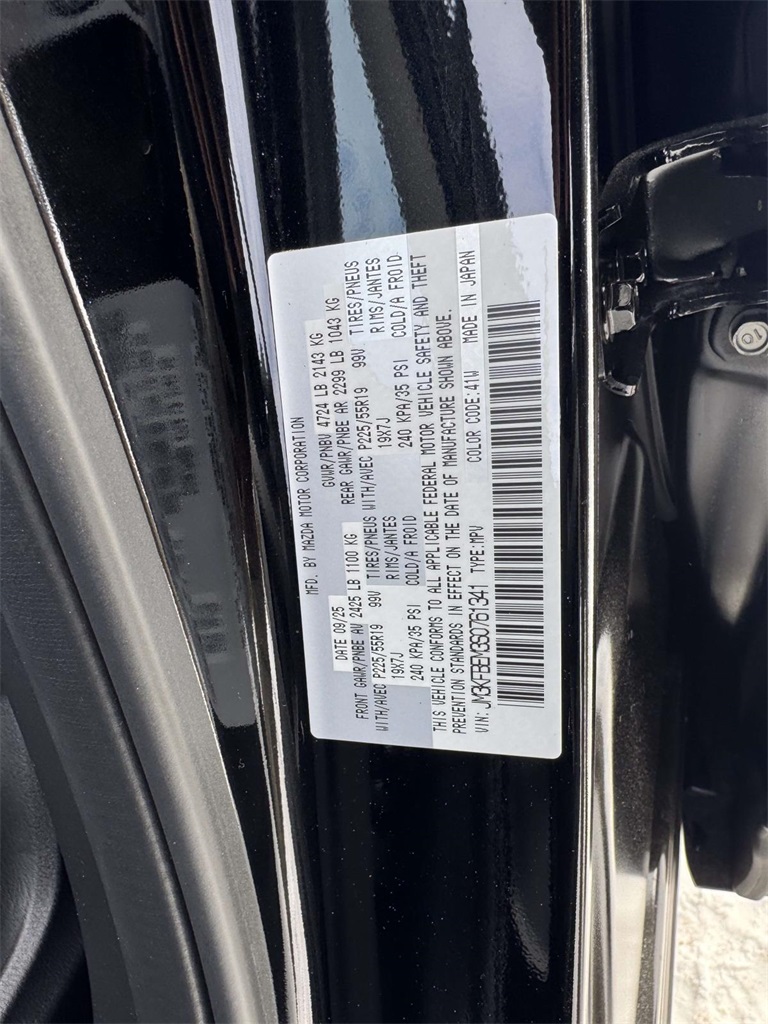 MFD. BY MAZDA MOTOR CORPORATION
DATE 09/25 GVWR/PNBV 4724 LB 2143 KG
FRONT GAWR/PNBE AV 2425 LB 1100 KG REAR GAWR/PNBE AR 2299 LB 1043 KG
TIRES/PNEUS TIRES/PNEUS
WITH/AVEC P225/55R19 99V WITH/AVEC P225/55R19 99V
RIMS/JANTES RIMS/JANTES
19X7J 19X7J
240 KPA/35 PSI COLD/A FROID 240 KPA/35 PSI COLD/A FROID
THIS VEHICLE CONFORMS TO ALL APPLICABLE FEDERAL MOTOR VEHICLE SAFETY AND THEFT
PREVENTION STANDARDS IN EFFECT ON THE DATE OF MANUFACTURE SHOWN ABOVE.
VIN: JM3KFBEM3S0761341 TYPE:MPV COLOR CODE:41W MADE IN JAPAN
10